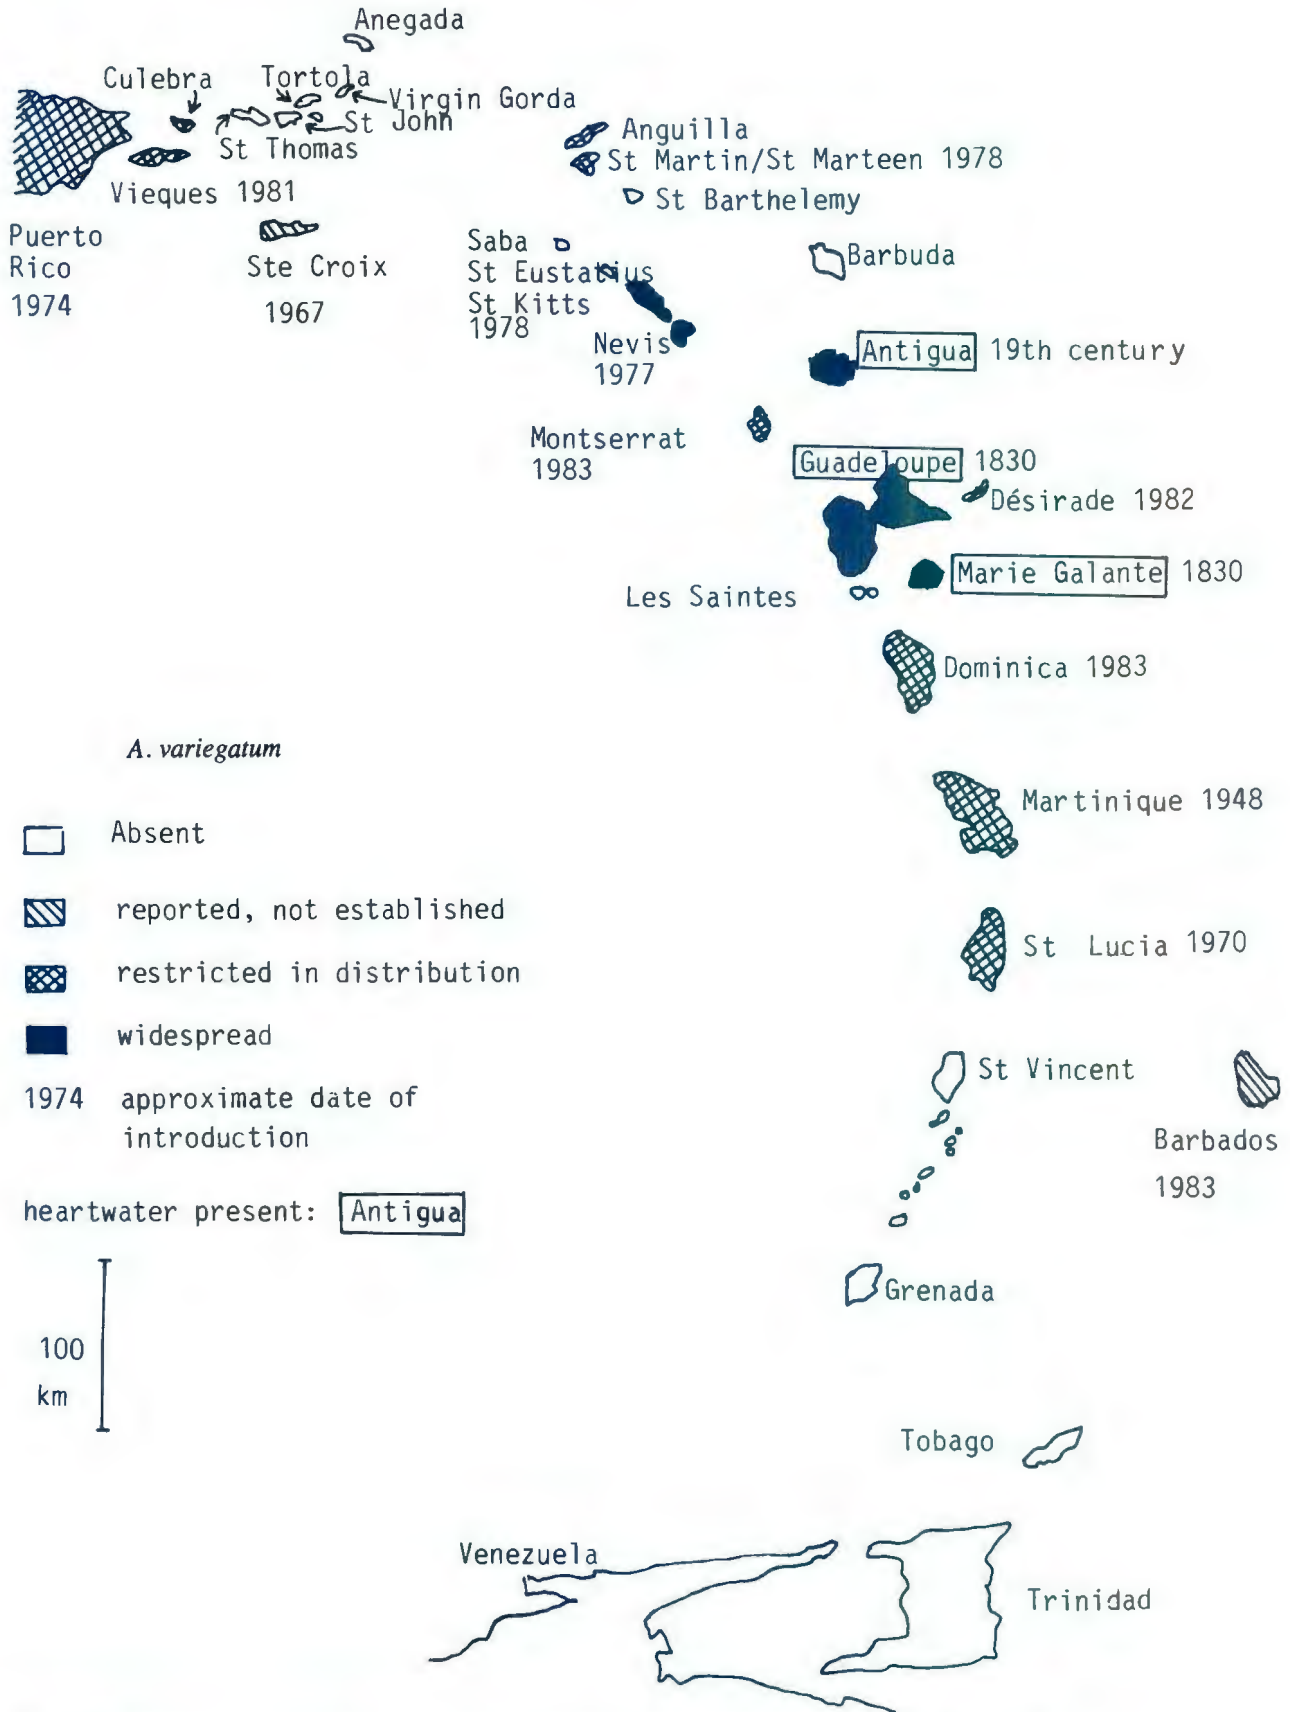 Anegada
Culebra
Tortola
Virgin Gorda
St John
St Thomas
Vieques 1981
Puerto
Rico
1974
Ste Croix
1967
Anguilla
St Martin/St Marteen 1978
St Barthelemy
Saba
St Eustatius
St Kitts
1978
Nevis
1977
Barbuda
Antigua 19th century
Montserrat
1983
Guadeloupe 1830
Désirade 1982
Marie Galante 1830
Les Saintes
Dominica 1983
Martinique 1948
St Lucia 1970
St Vincent
Barbados
1983
Grenada
Tobago
Venezuela
Trinidad
A. variegatum
Absent
reported, not established
restricted in distribution
widespread
1974 approximate date of
introduction
heartwater present: Antigua
100
km